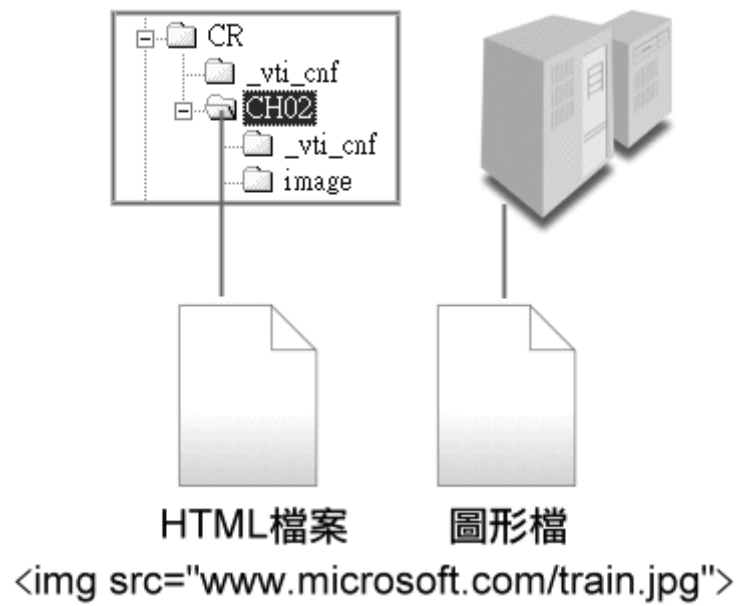 CR
_vti_cnf
CH02
_vti_cnf
image
HTML檔案
圖形檔
<img src="www.microsoft.com/train.jpg">